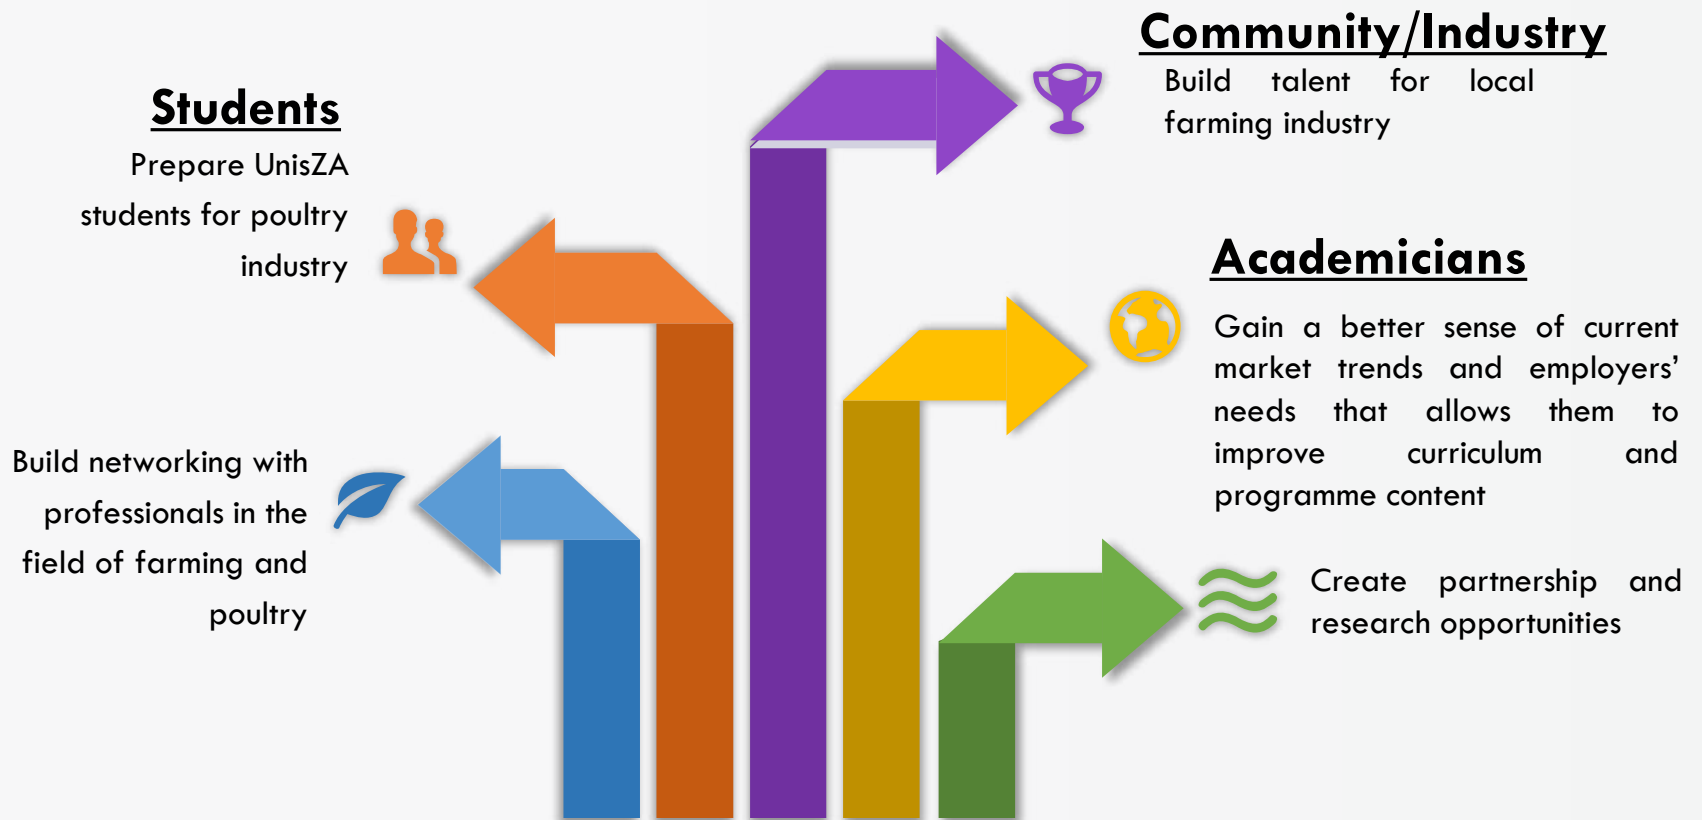 Students
Prepare UnisZA
students for poultry
industry
Build networking with
professionals in the
field of farming and
poultry
Community/Industry
Build talent for local
farming industry
Academicians
Gain a better sense of current
market trends and employers’
needs that allows them to
improve curriculum and
programme content
Create partnership and
research opportunities